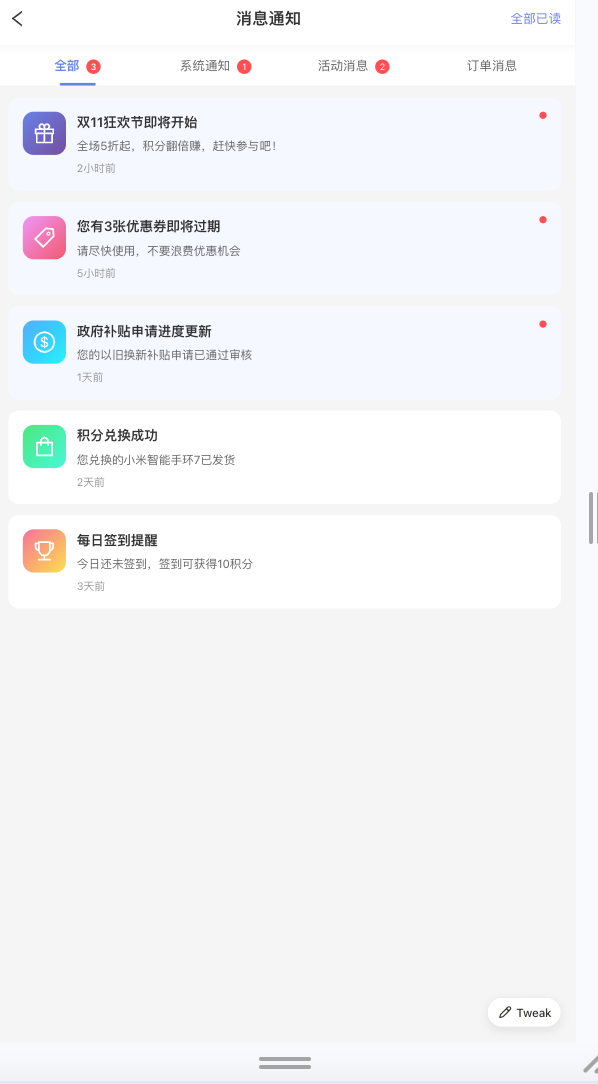 消息通知
全部已读
全部 3
系统通知 1
活动消息 2
订单消息
双11狂欢节即将开始
全场5折起，积分翻倍赚，赶快参与吧！
2小时前
您有3张优惠券即将过期
请尽快使用，不要浪费优惠机会
5小时前
政府补贴申请进度更新
您的以旧换新补贴申请已通过审核
1天前
积分兑换成功
您兑换的小米智能手环7已发货
2天前
每日签到提醒
今日还未签到，签到可获得10积分
3天前
Tweak